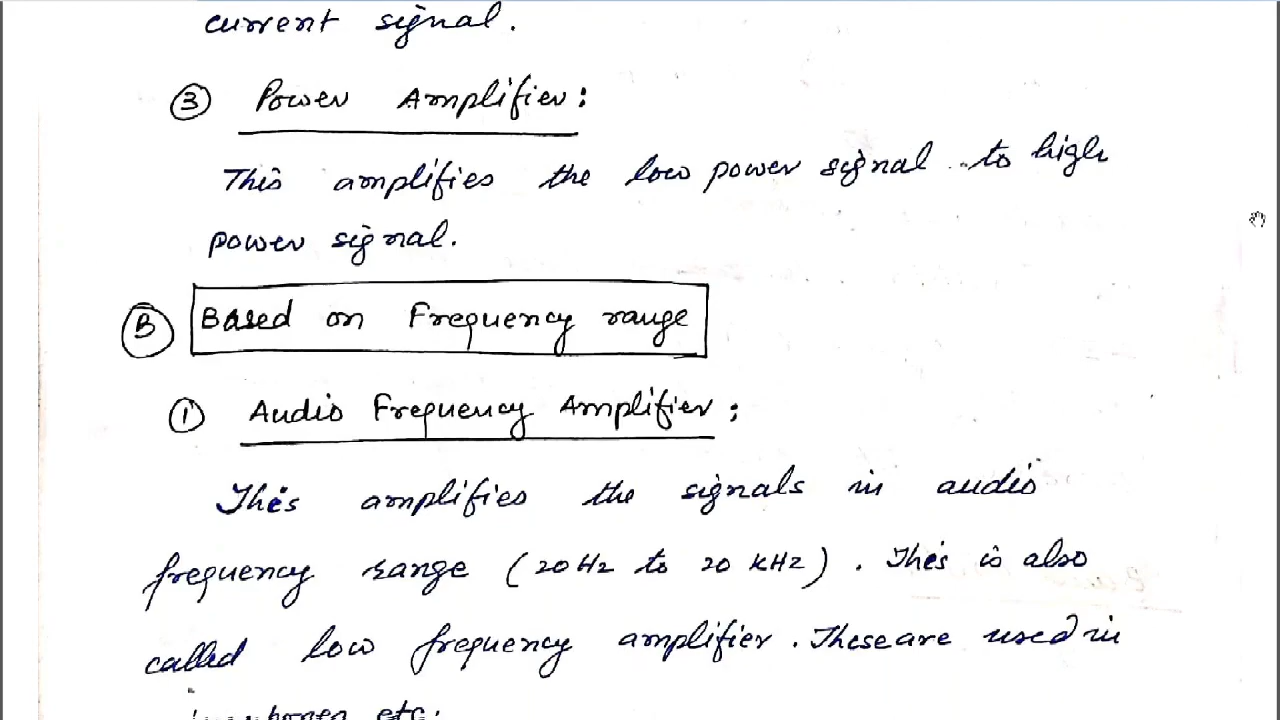 current signal.
③ Power Amplifier:
This amplifies the low power signal to high
power signal.
Ⓑ Based on Frequency range
① Audio Frequency Amplifier:
This amplifies the signals in audio
frequency range (20Hz to 20 kHz). This is also
called low frequency amplifier. These are used in
etc.